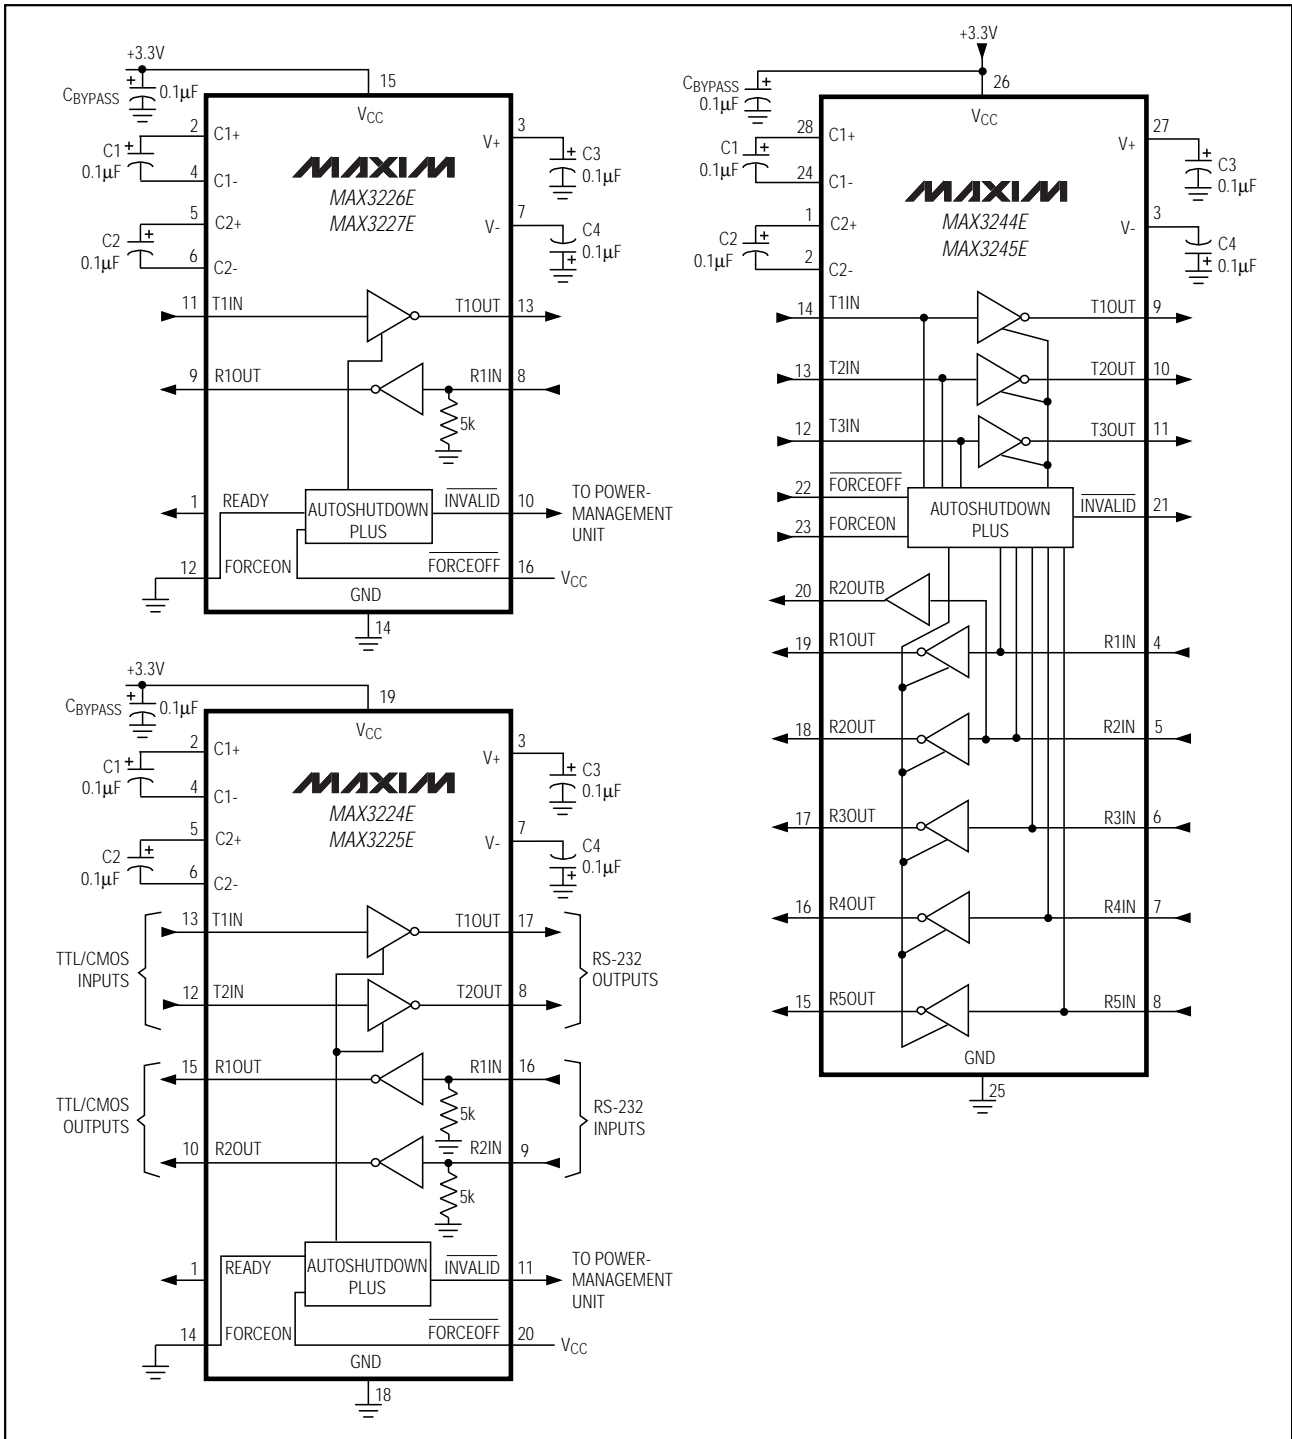 +3.3V
CBYPASS
0.1μF
15
VCC
2
C1+
C1
0.1μF
4
C1-
5
C2+
C2
0.1μF
6
C2-
3
V+
C3
0.1μF
7
V-
C4
0.1μF
MAXIM
MAX3226E
MAX3227E
11
T1IN
T1OUT
13
9
R1OUT
R1IN
8
5k
1
READY
AUTOSHUTDOWN
PLUS
INVALID
10
TO POWER-
MANAGEMENT
UNIT
12
FORCEON
FORCEOFF
16
VCC
GND
14
+3.3V
CBYPASS
0.1μF
19
VCC
2
C1+
C1
0.1μF
4
C1-
5
C2+
C2
0.1μF
6
C2-
3
V+
C3
0.1μF
7
V-
C4
0.1μF
MAXIM
MAX3224E
MAX3225E
TTL/CMOS
INPUTS
13
T1IN
T1OUT
17
12
T2IN
T2OUT
8
RS-232
OUTPUTS
TTL/CMOS
OUTPUTS
15
R1OUT
R1IN
16
5k
10
R2OUT
R2IN
9
5k
RS-232
INPUTS
1
READY
AUTOSHUTDOWN
PLUS
INVALID
11
TO POWER-
MANAGEMENT
UNIT
14
FORCEON
FORCEOFF
20
VCC
GND
18
+3.3V
CBYPASS
0.1μF
26
VCC
28
C1+
C1
0.1μF
24
C1-
1
C2+
C2
0.1μF
2
C2-
27
V+
C3
0.1μF
3
V-
C4
0.1μF
MAXIM
MAX3244E
MAX3245E
14
T1IN
T1OUT
9
13
T2IN
T2OUT
10
12
T3IN
T3OUT
11
22
FORCEOFF
23
FORCEON
AUTOSHUTDOWN
PLUS
INVALID
21
20
R2OUTB
19
R1OUT
R1IN
4
18
R2OUT
R2IN
5
17
R3OUT
R3IN
6
16
R4OUT
R4IN
7
15
R5OUT
R5IN
8
GND
25